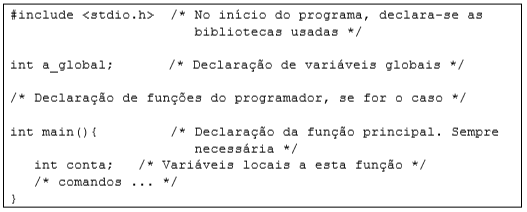 #include <stdio.h>  /* No início do programa, declara-se as
                       bibliotecas usadas */
int a_global;       /* Declaração de variáveis globais */
/* Declaração de funções do programador, se for o caso */
int main(){         /* Declaração da função principal. Sempre
                       necessária */
   int conta;   /* Variáveis locais a esta função */
   /* comandos ... */
}